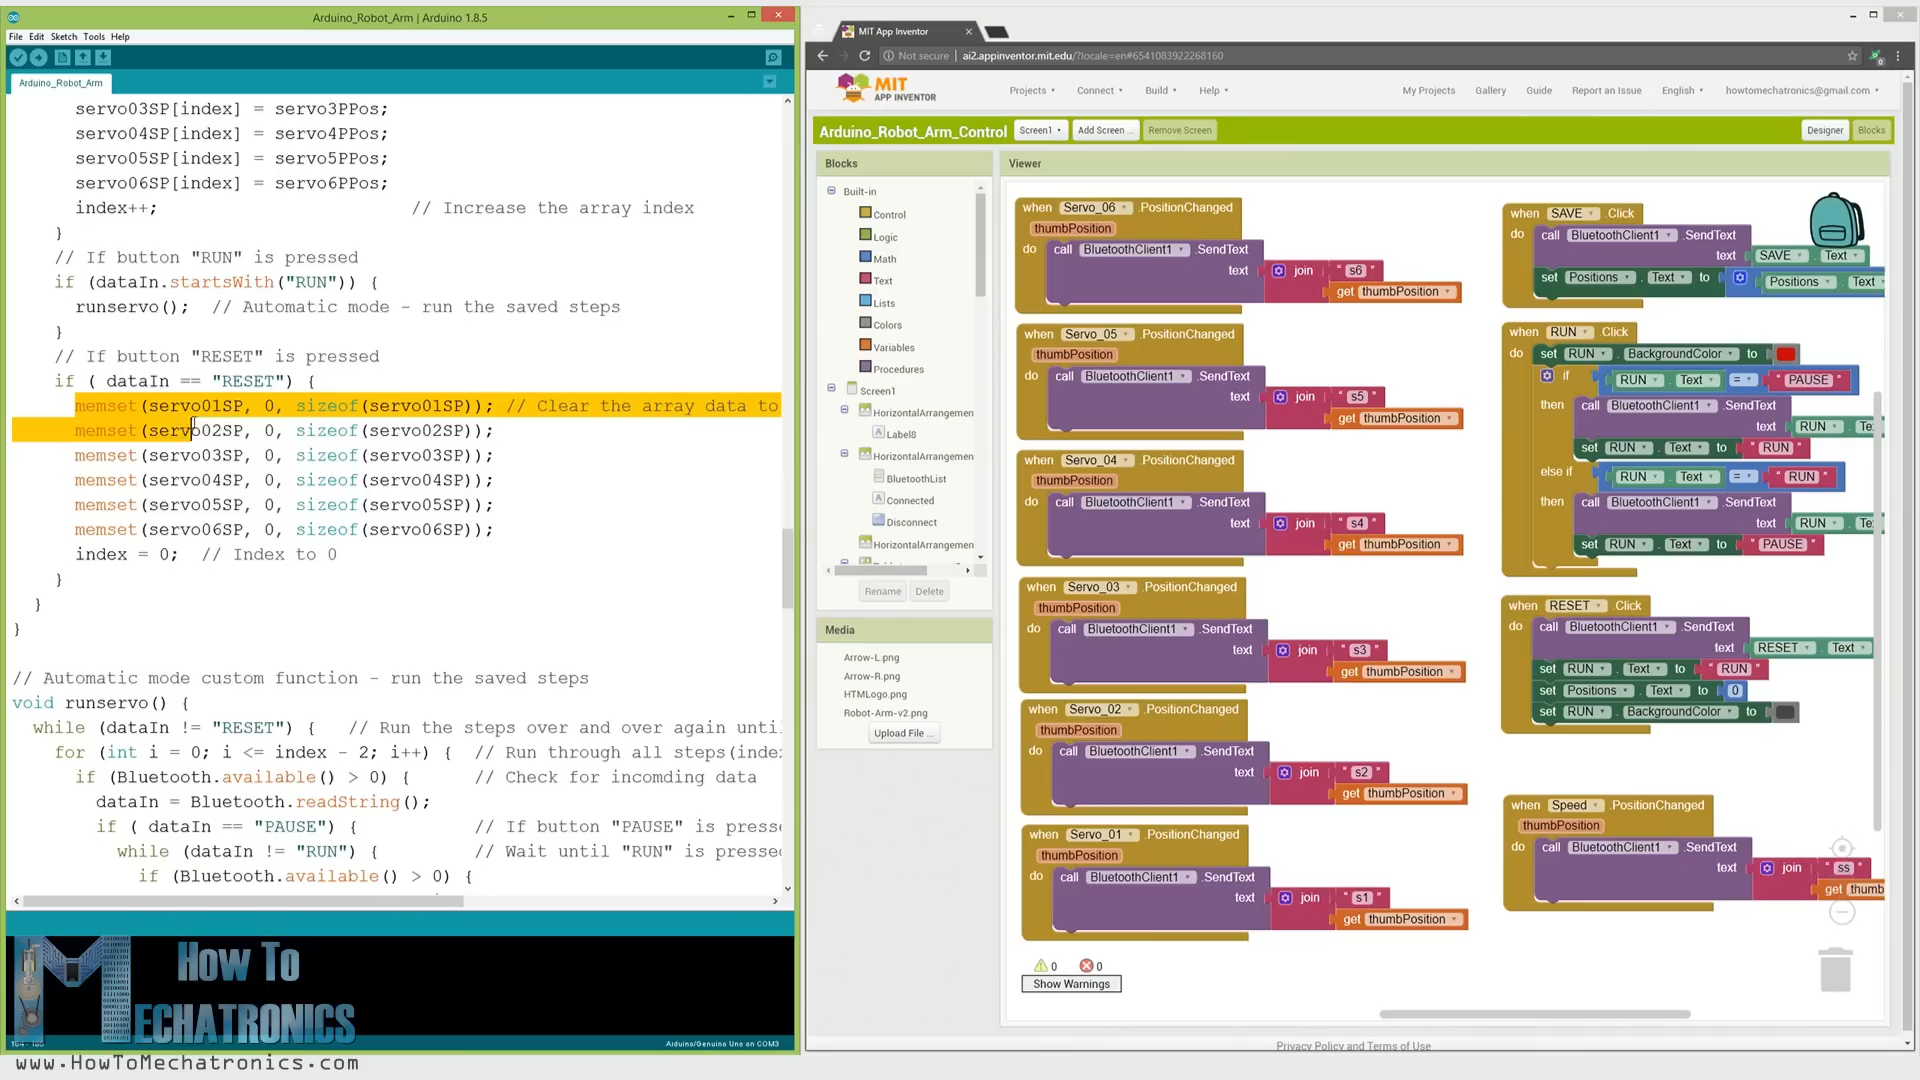 Arduino_Robot_Arm | Arduino 1.8.5
File Edit Sketch Tools Help
Arduino_Robot_Arm
servo03SP[index] = servo3PPos;
servo04SP[index] = servo4PPos;
servo05SP[index] = servo5PPos;
servo06SP[index] = servo6PPos;
index++; // Increase the array index
}
// If button "RUN" is pressed
if (dataIn.startsWith("RUN")) {
runservo(); // Automatic mode - run the saved steps
}
// If button "RESET" is pressed
if ( dataIn == "RESET") {
memset(servo01SP, 0, sizeof(servo01SP)); // Clear the array data to
memset(servo02SP, 0, sizeof(servo02SP));
memset(servo03SP, 0, sizeof(servo03SP));
memset(servo04SP, 0, sizeof(servo04SP));
memset(servo05SP, 0, sizeof(servo05SP));
memset(servo06SP, 0, sizeof(servo06SP));
index = 0; // Index to 0
}
}
}
// Automatic mode custom function - run the saved steps
void runservo() {
while (dataIn != "RESET") { // Run the steps over and over again until
for (int i = 0; i <= index - 2; i++) { // Run through all steps(index
if (Bluetooth.available() > 0) { // Check for incomding data
dataIn = Bluetooth.readString();
if ( dataIn == "PAUSE") { // If button "PAUSE" is presse
while (dataIn != "RUN") { // Wait until "RUN" is pressed
if (Bluetooth.available() > 0) {
How To
MECHATRONICS
Arduino/Genuino Uno on COM3
www.HowToMechatronics.com
MIT App Inventor
Not secure | ai2.appinventor.mit.edu/?locale=en#6541083922268160
MIT
APP INVENTOR
Projects Connect Build Help My Projects Gallery Guide Report an Issue English howtomechatronics@gmail.com
Arduino_Robot_Arm_Control Screen1 Add Screen ... Remove Screen Designer Blocks
Blocks
Built-in
Control
Logic
Math
Text
Lists
Colors
Variables
Procedures
Screen1
HorizontalArrangemen
Label8
HorizontalArrangemen
BluetoothList
Connected
Disconnect
HorizontalArrangemen
Rename Delete
Media
Arrow-L.png
Arrow-R.png
HTMLogo.png
Robot-Arm-v2.png
Upload File ...
Viewer
when Servo_06 .PositionChanged
thumbPosition
do call BluetoothClient1 .SendText
text join " s6 "
get thumbPosition
when Servo_05 .PositionChanged
thumbPosition
do call BluetoothClient1 .SendText
text join " s5 "
get thumbPosition
when Servo_04 .PositionChanged
thumbPosition
do call BluetoothClient1 .SendText
text join " s4 "
get thumbPosition
when Servo_03 .PositionChanged
thumbPosition
do call BluetoothClient1 .SendText
text join " s3 "
get thumbPosition
when Servo_02 .PositionChanged
thumbPosition
do call BluetoothClient1 .SendText
text join " s2 "
get thumbPosition
when Servo_01 .PositionChanged
thumbPosition
do call BluetoothClient1 .SendText
text join " s1 "
get thumbPosition
0 0
Show Warnings
when SAVE .Click
do call BluetoothClient1 .SendText
text SAVE . Text
set Positions . Text to Positions . Text
when RUN .Click
do set RUN . BackgroundColor to
if RUN . Text = " PAUSE "
then call BluetoothClient1 .SendText
text RUN . Te
set RUN . Text to " RUN "
else if RUN . Text = " RUN "
then call BluetoothClient1 .SendText
text RUN . Te
set RUN . Text to " PAUSE "
when RESET .Click
do call BluetoothClient1 .SendText
text RESET . Text
set RUN . Text to " RUN "
set Positions . Text to 0
set RUN . BackgroundColor to
when Speed .PositionChanged
thumbPosition
do call BluetoothClient1 .SendText
text join " ss "
get thumb
Privacy Policy and Terms of Use